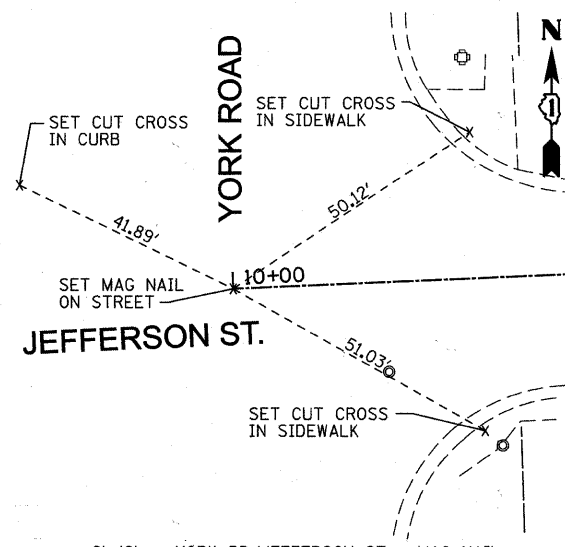 N
1
YORK ROAD
SET CUT CROSS
IN SIDEWALK
SET CUT CROSS
IN CURB
50.12'
41.89'
10+00
SET MAG NAIL
ON STREET
JEFFERSON ST.
51.03'
SET CUT CROSS
IN SIDEWALK